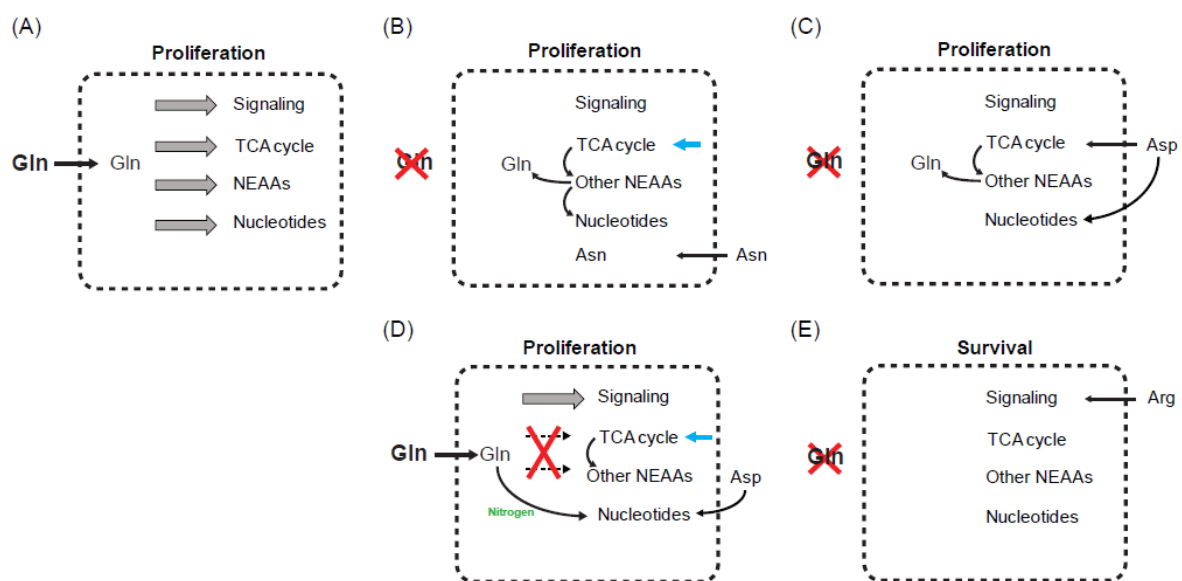 (A)
Proliferation
Gln
Gln
Signaling
TCA cycle
NEAAs
Nucleotides
(B)
Proliferation
Gln
Gln
Signaling
TCA cycle
Other NEAAs
Nucleotides
Asn
Asn
(C)
Proliferation
Gln
Gln
Signaling
TCA cycle
Other NEAAs
Nucleotides
Asp
(D)
Proliferation
Gln
Gln
Nitrogen
Signaling
TCA cycle
Other NEAAs
Nucleotides
Asp
(E)
Survival
Gln
Signaling
TCA cycle
Other NEAAs
Nucleotides
Arg